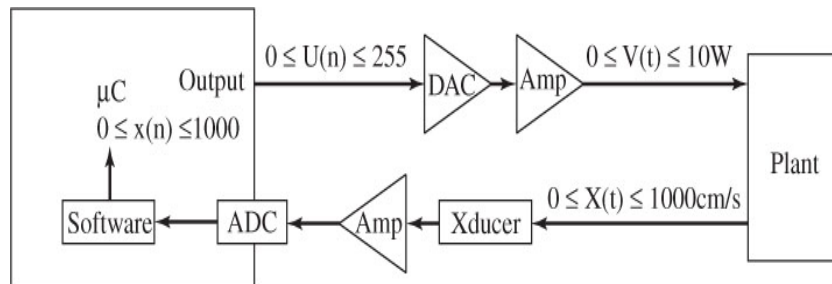 Output
0 ≤ U(n) ≤ 255
DAC
Amp
0 ≤ V(t) ≤ 10W
μC
0 ≤ x(n) ≤1000
Plant
Software
ADC
Amp
Xducer
0 ≤ X(t) ≤ 1000cm/s